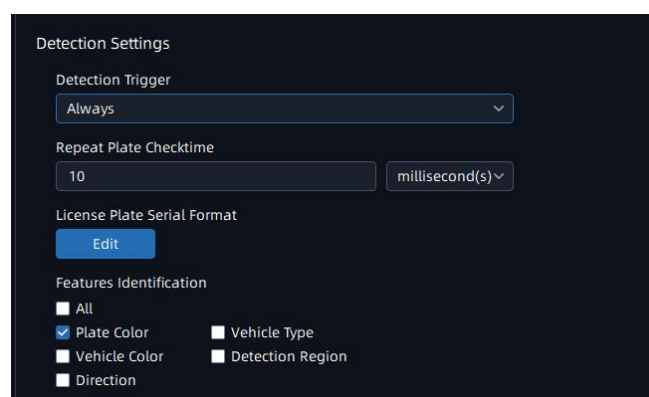 Detection Settings
Detection Trigger
Always
Repeat Plate Checktime
10 millisecond(s)
License Plate Serial Format
Edit
Features Identification
All
Plate Color Vehicle Type
Vehicle Color Detection Region
Direction